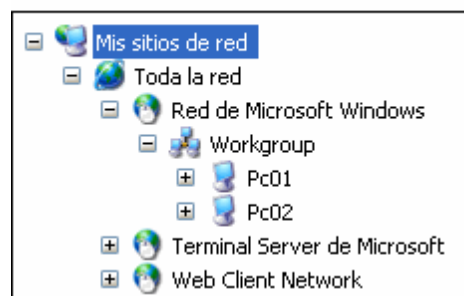 Mis sitios de red
Toda la red
Red de Microsoft Windows
Workgroup
Pc01
Pc02
Terminal Server de Microsoft
Web Client Network